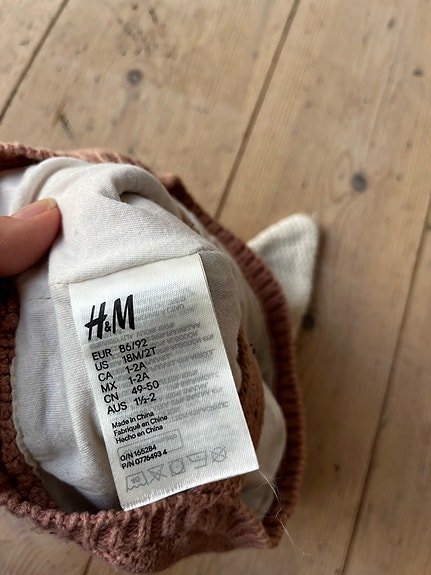 H&M
EUR 86/92
US 18M/2T
CA 1-2A
MX 1-2A
CN 49-50
AUS 1½-2
Made in China
Fabriqué en Chine
Hecho en China
O/N 165284
P/N 0776493 4